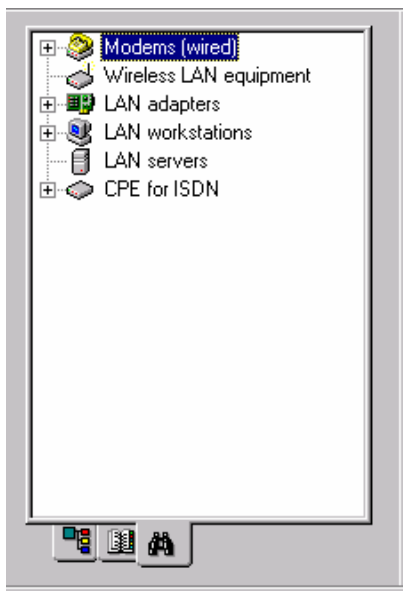 Modems (wired)
Wireless LAN equipment
LAN adapters
LAN workstations
LAN servers
CPE for ISDN